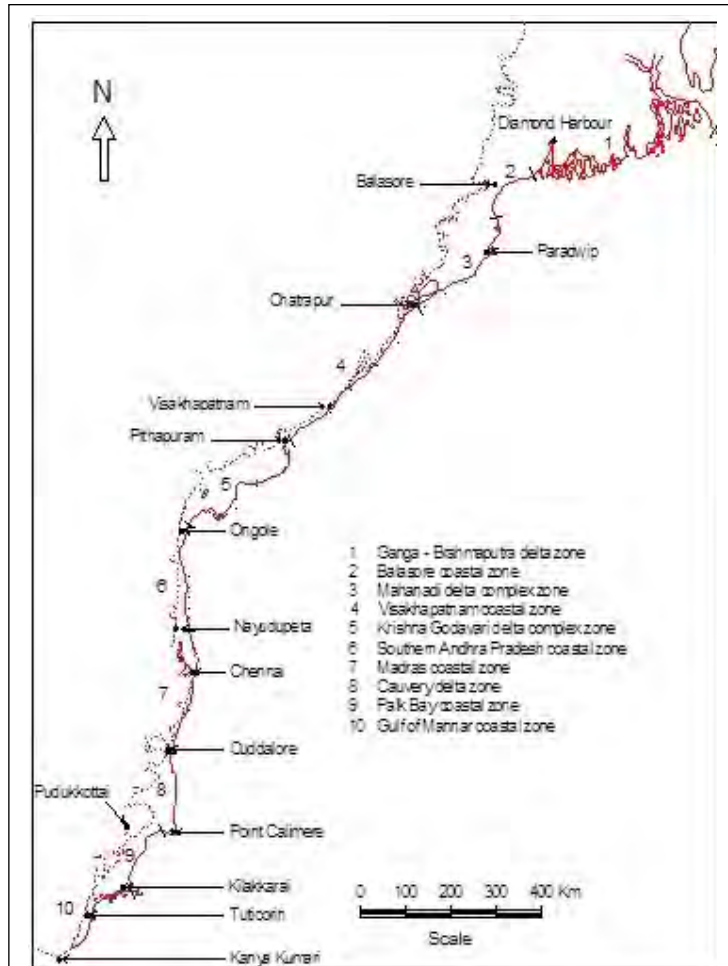 N
Diamond Harbour
1
2
Balasore
3
Paradwip
Chatrapur
4
Visakhapatnam
Pithapuram
5
Ongole
6
Nayudupeta
Chennai
7
Cuddalore
Pudukkottai
8
Point Calimere
9
Kilakkarai
10
Tuticorin
Kanya Kumari
1 Ganga - Brahmaputra delta zone
2 Balasore coastal zone
3 Mahanadi delta complex zone
4 Visakhapatnam coastal zone
5 Krishna Godavari delta complex zone
6 Southern Andhra Pradesh coastal zone
7 Madras coastal zone
8 Cauvery delta zone
9 Palk Bay coastal zone
10 Gulf of Mannar coastal zone
0 100 200 300 400 Km
Scale